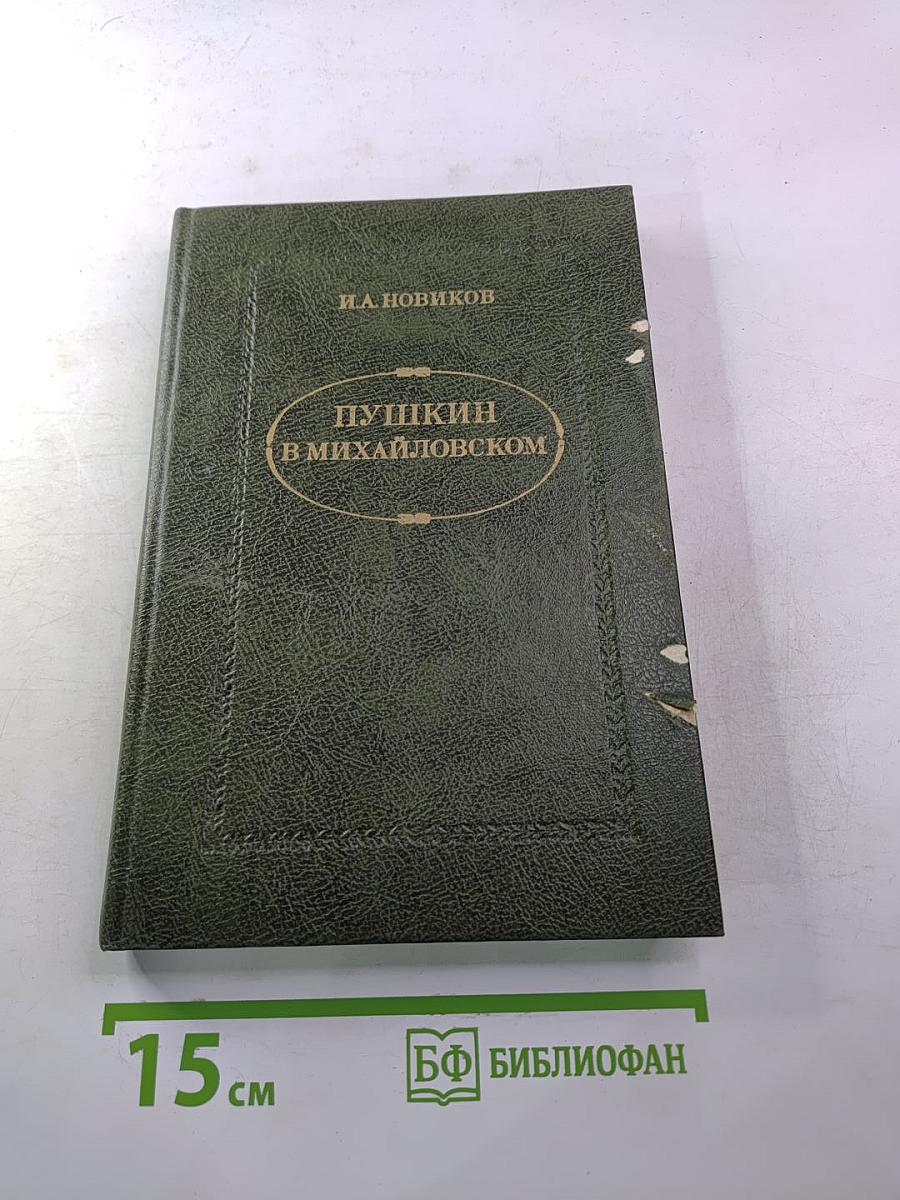 И.А. НОВИКОВ
ПУШКИН
В МИХАЙЛОВСКОМ
15 см
БФ БИБЛИОФАН